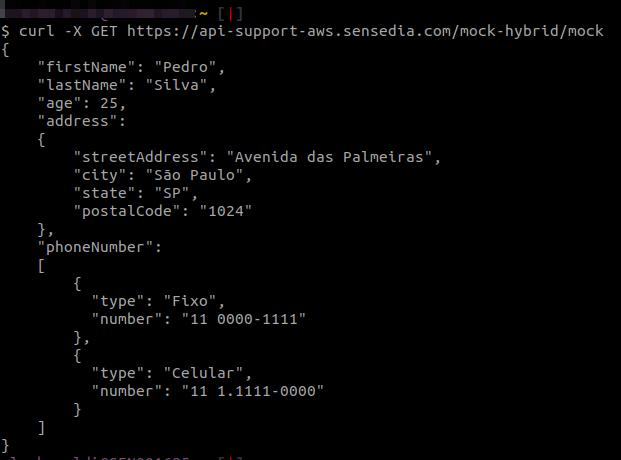 :~ [|]
$ curl -X GET https://api-support-aws.sensedia.com/mock-hybrid/mock
{
    "firstName": "Pedro",
    "lastName": "Silva",
    "age": 25,
    "address":
    {
        "streetAddress": "Avenida das Palmeiras",
        "city": "São Paulo",
        "state": "SP",
        "postalCode": "1024"
    },
    "phoneNumber":
    [
        {
          "type": "Fixo",
          "number": "11 0000-1111"
        },
        {
          "type": "Celular",
          "number": "11 1.1111-0000"
        }
    ]
}